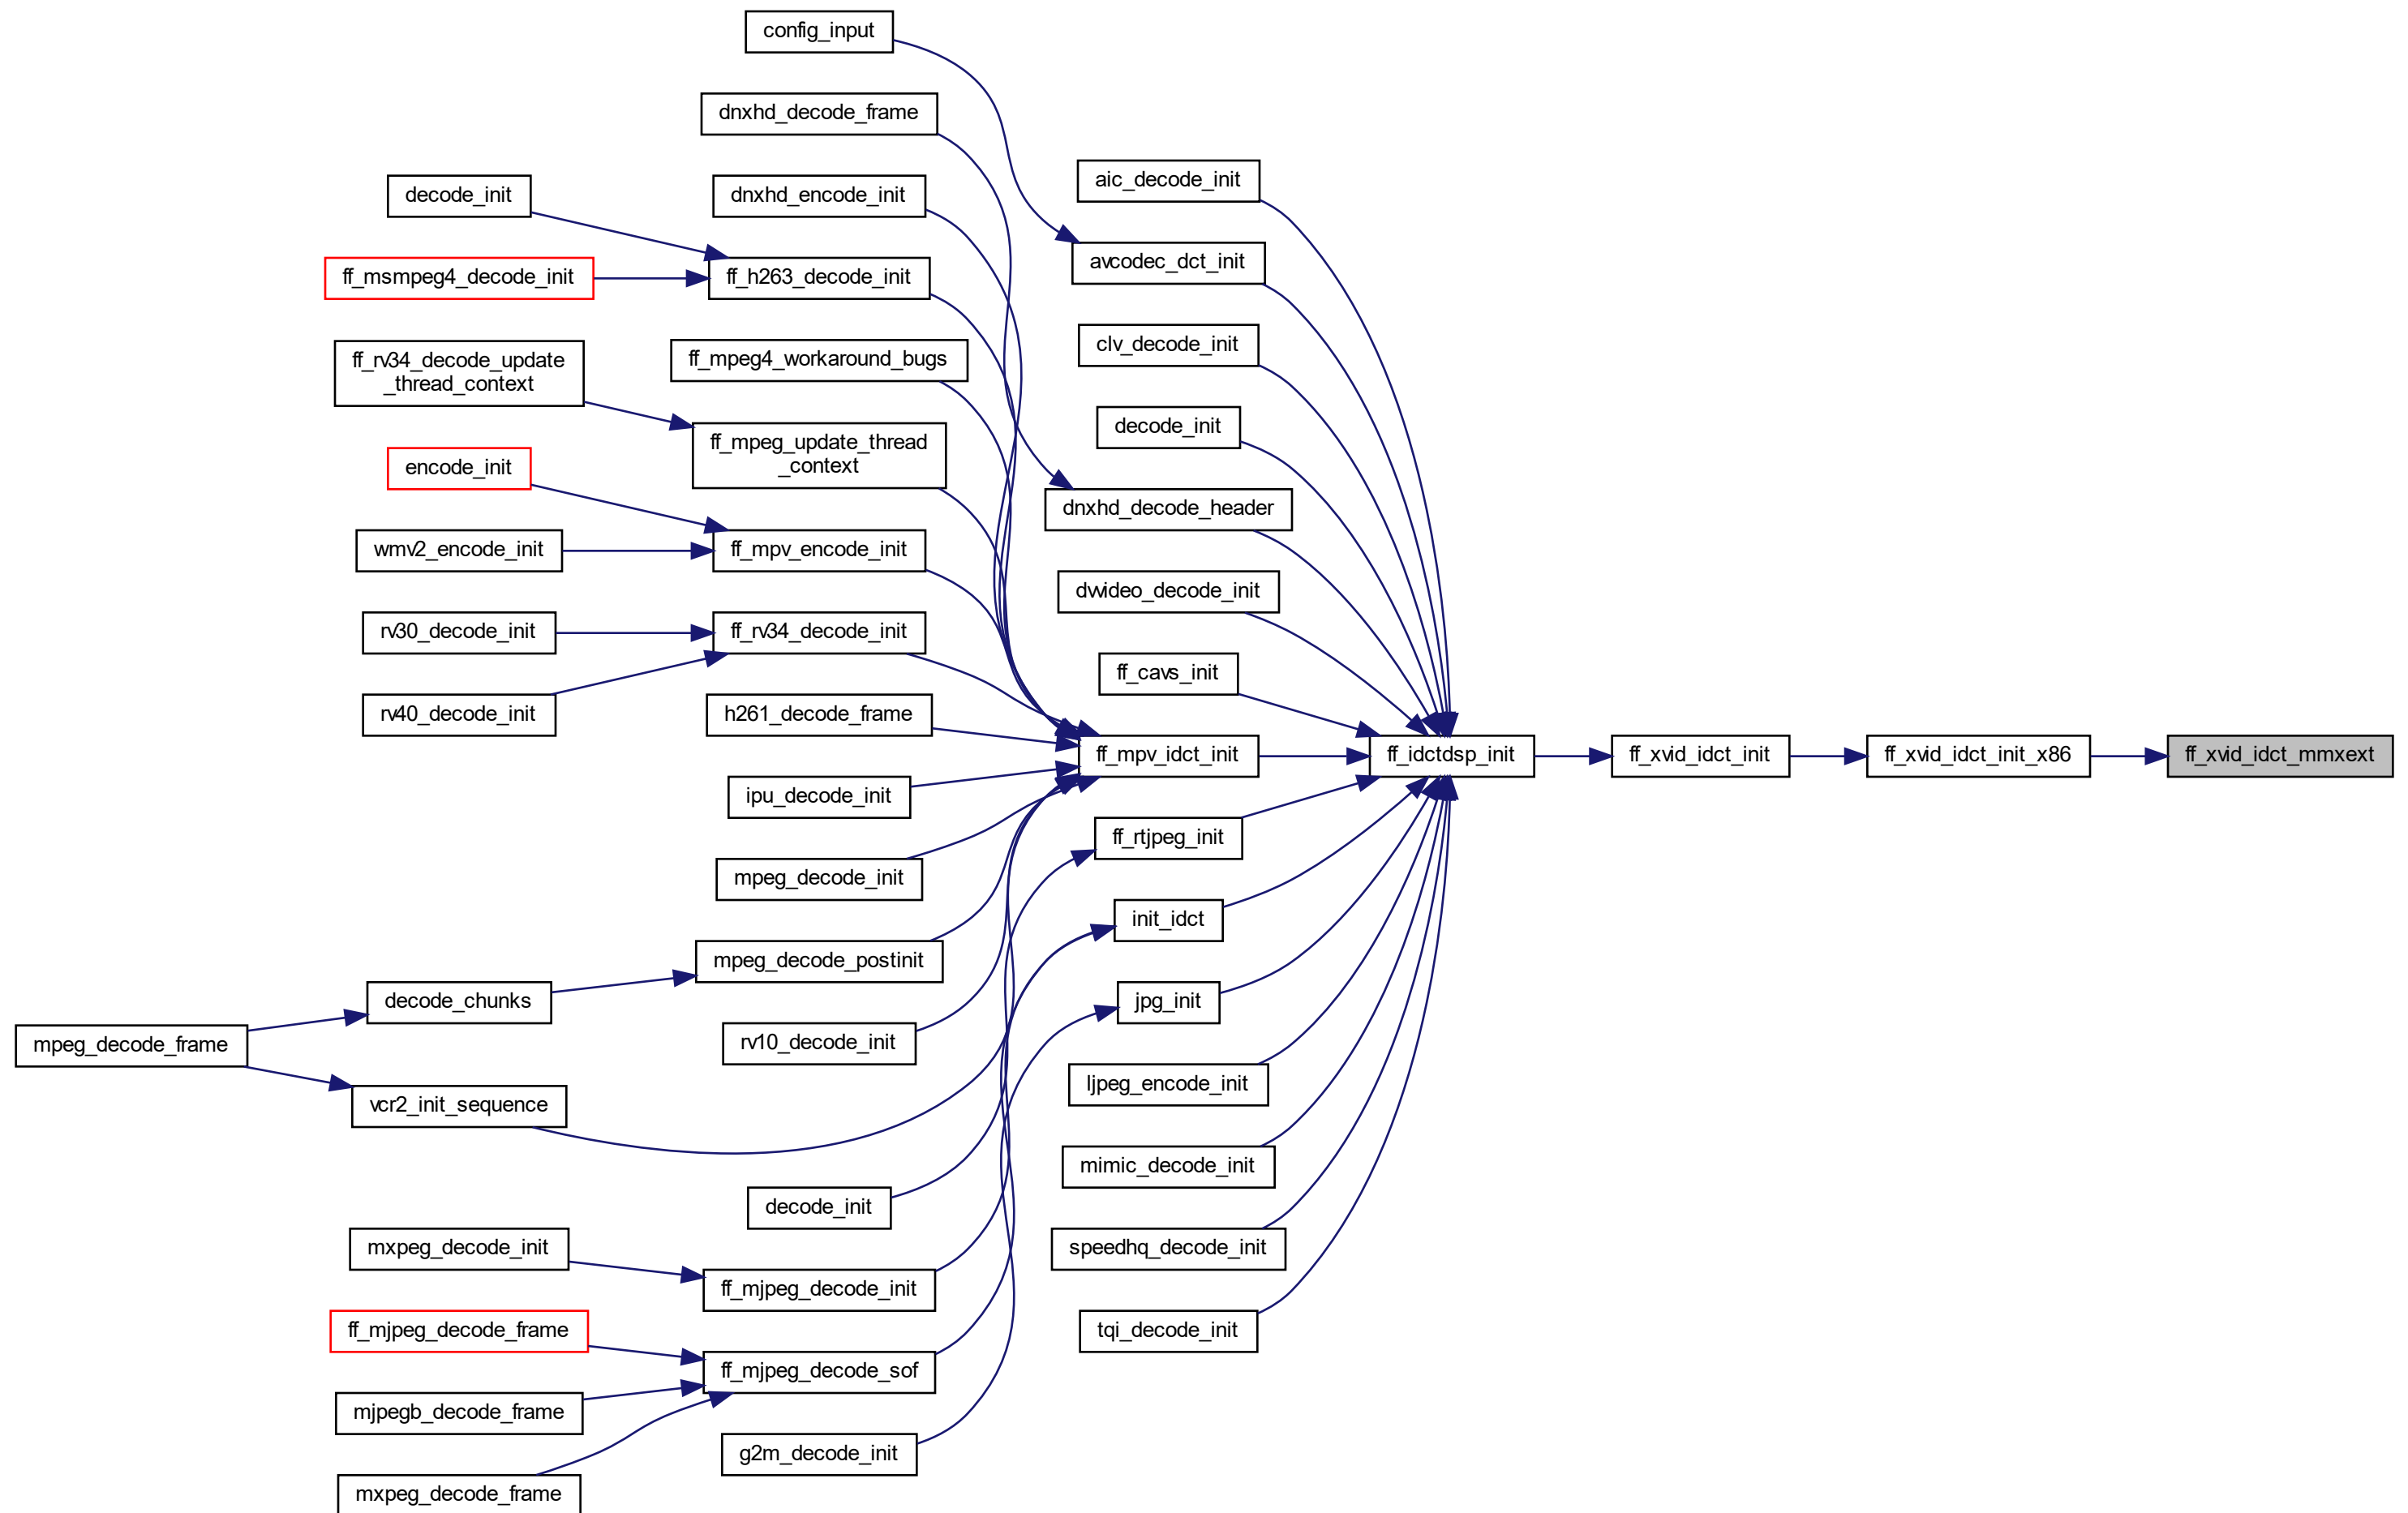 config_input
dnxhd_decode_frame
aic_decode_init
decode_init
dnxhd_encode_init
avcodec_dct_init
ff_msmpeg4_decode_init
ff_h263_decode_init
clv_decode_init
ff_rv34_decode_update
_thread_context
ff_mpeg4_workaround_bugs
decode_init
ff_mpeg_update_thread
_context
encode_init
dnxhd_decode_header
wmv2_encode_init
ff_mpv_encode_init
dwideo_decode_init
rv30_decode_init
ff_rv34_decode_init
ff_cavs_init
rv40_decode_init
h261_decode_frame
ff_mpv_idct_init
ff_idctdsp_init
ff_xvid_idct_init
ff_xvid_idct_init_x86
ff_xvid_idct_mmxext
ipu_decode_init
ff_rtjpeg_init
mpeg_decode_init
init_idct
mpeg_decode_postinit
decode_chunks
jpg_init
mpeg_decode_frame
rv10_decode_init
ljpeg_encode_init
vcr2_init_sequence
mimic_decode_init
decode_init
mxpeg_decode_init
speedhq_decode_init
ff_mjpeg_decode_init
ff_mjpeg_decode_frame
tqi_decode_init
ff_mjpeg_decode_sof
mjpegb_decode_frame
g2m_decode_init
mxpeg_decode_frame